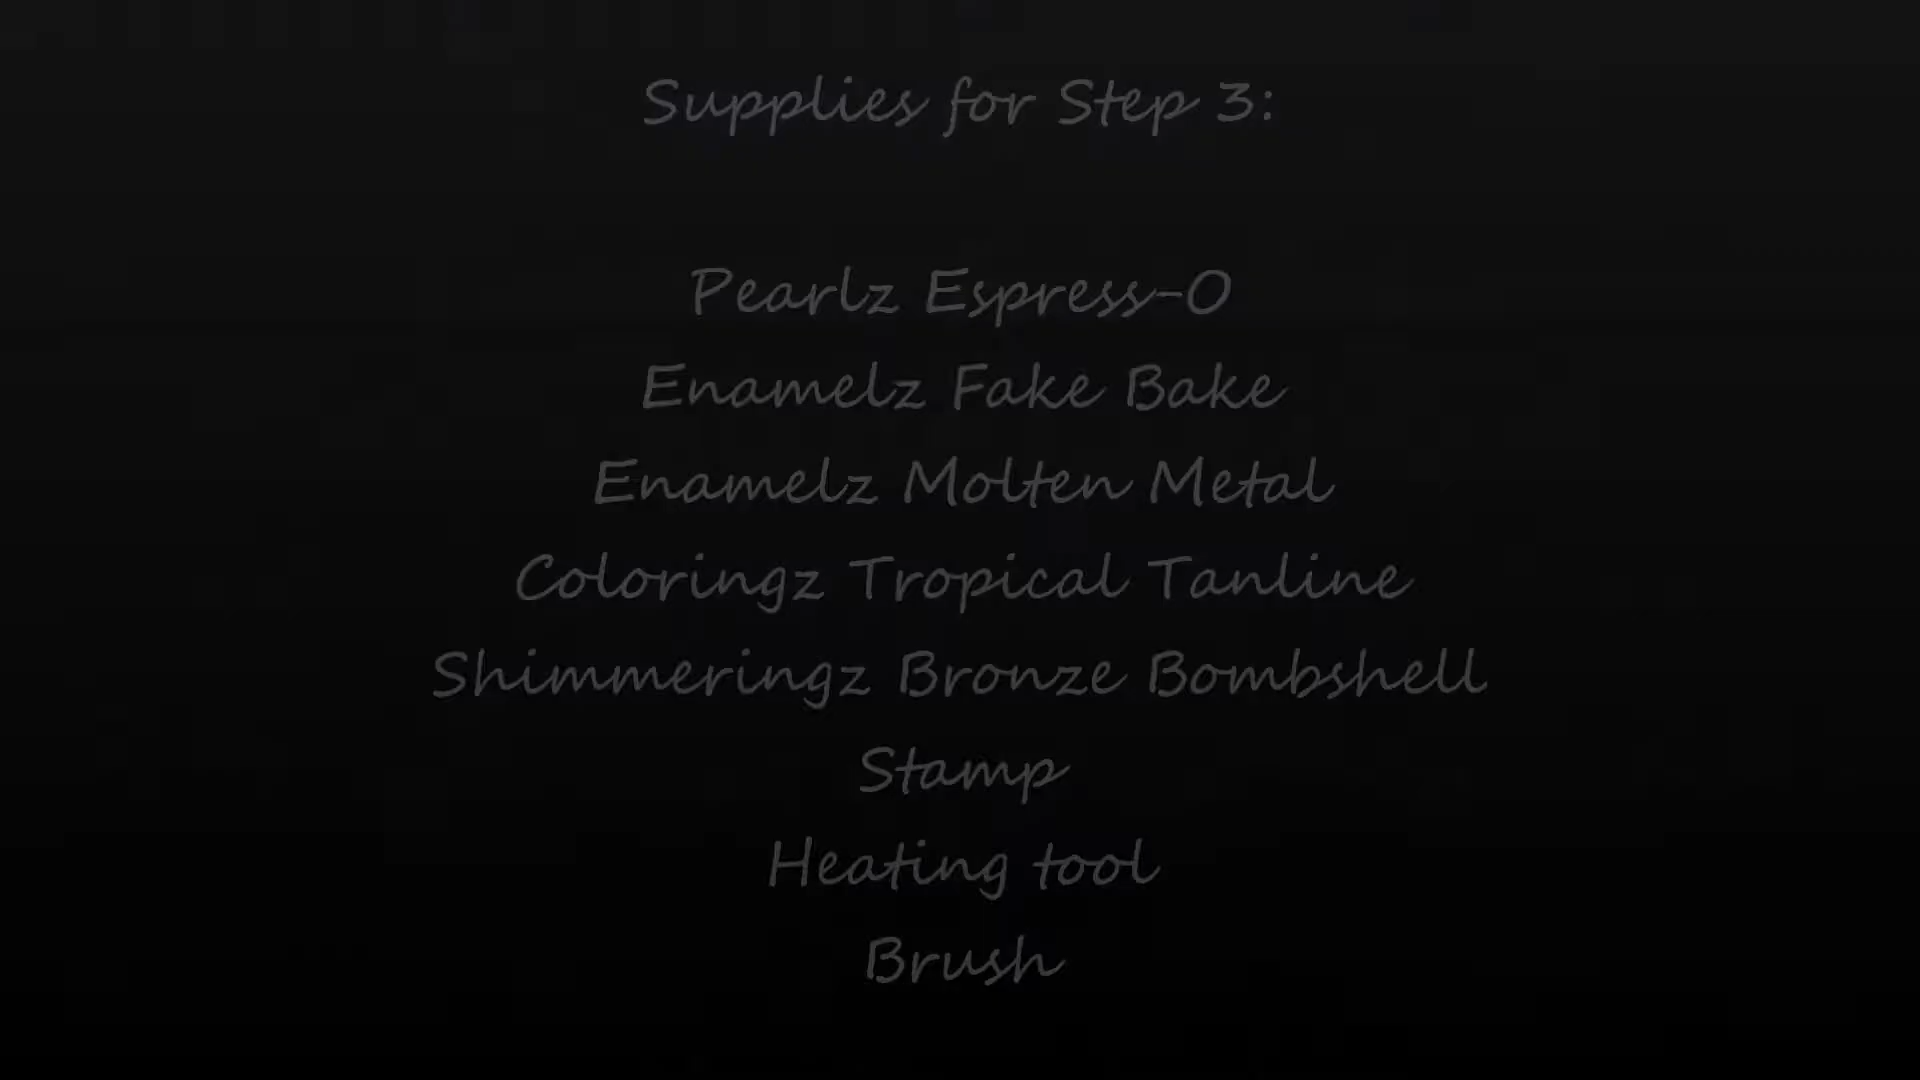 Supplies for Step 3:
Pearlz Espress-O
Enamelz Fake Bake
Enamelz Molten Metal
Coloringz Tropical Tanline
Shimmeringz Bronze Bombshell
Stamp
Heating tool
Brush